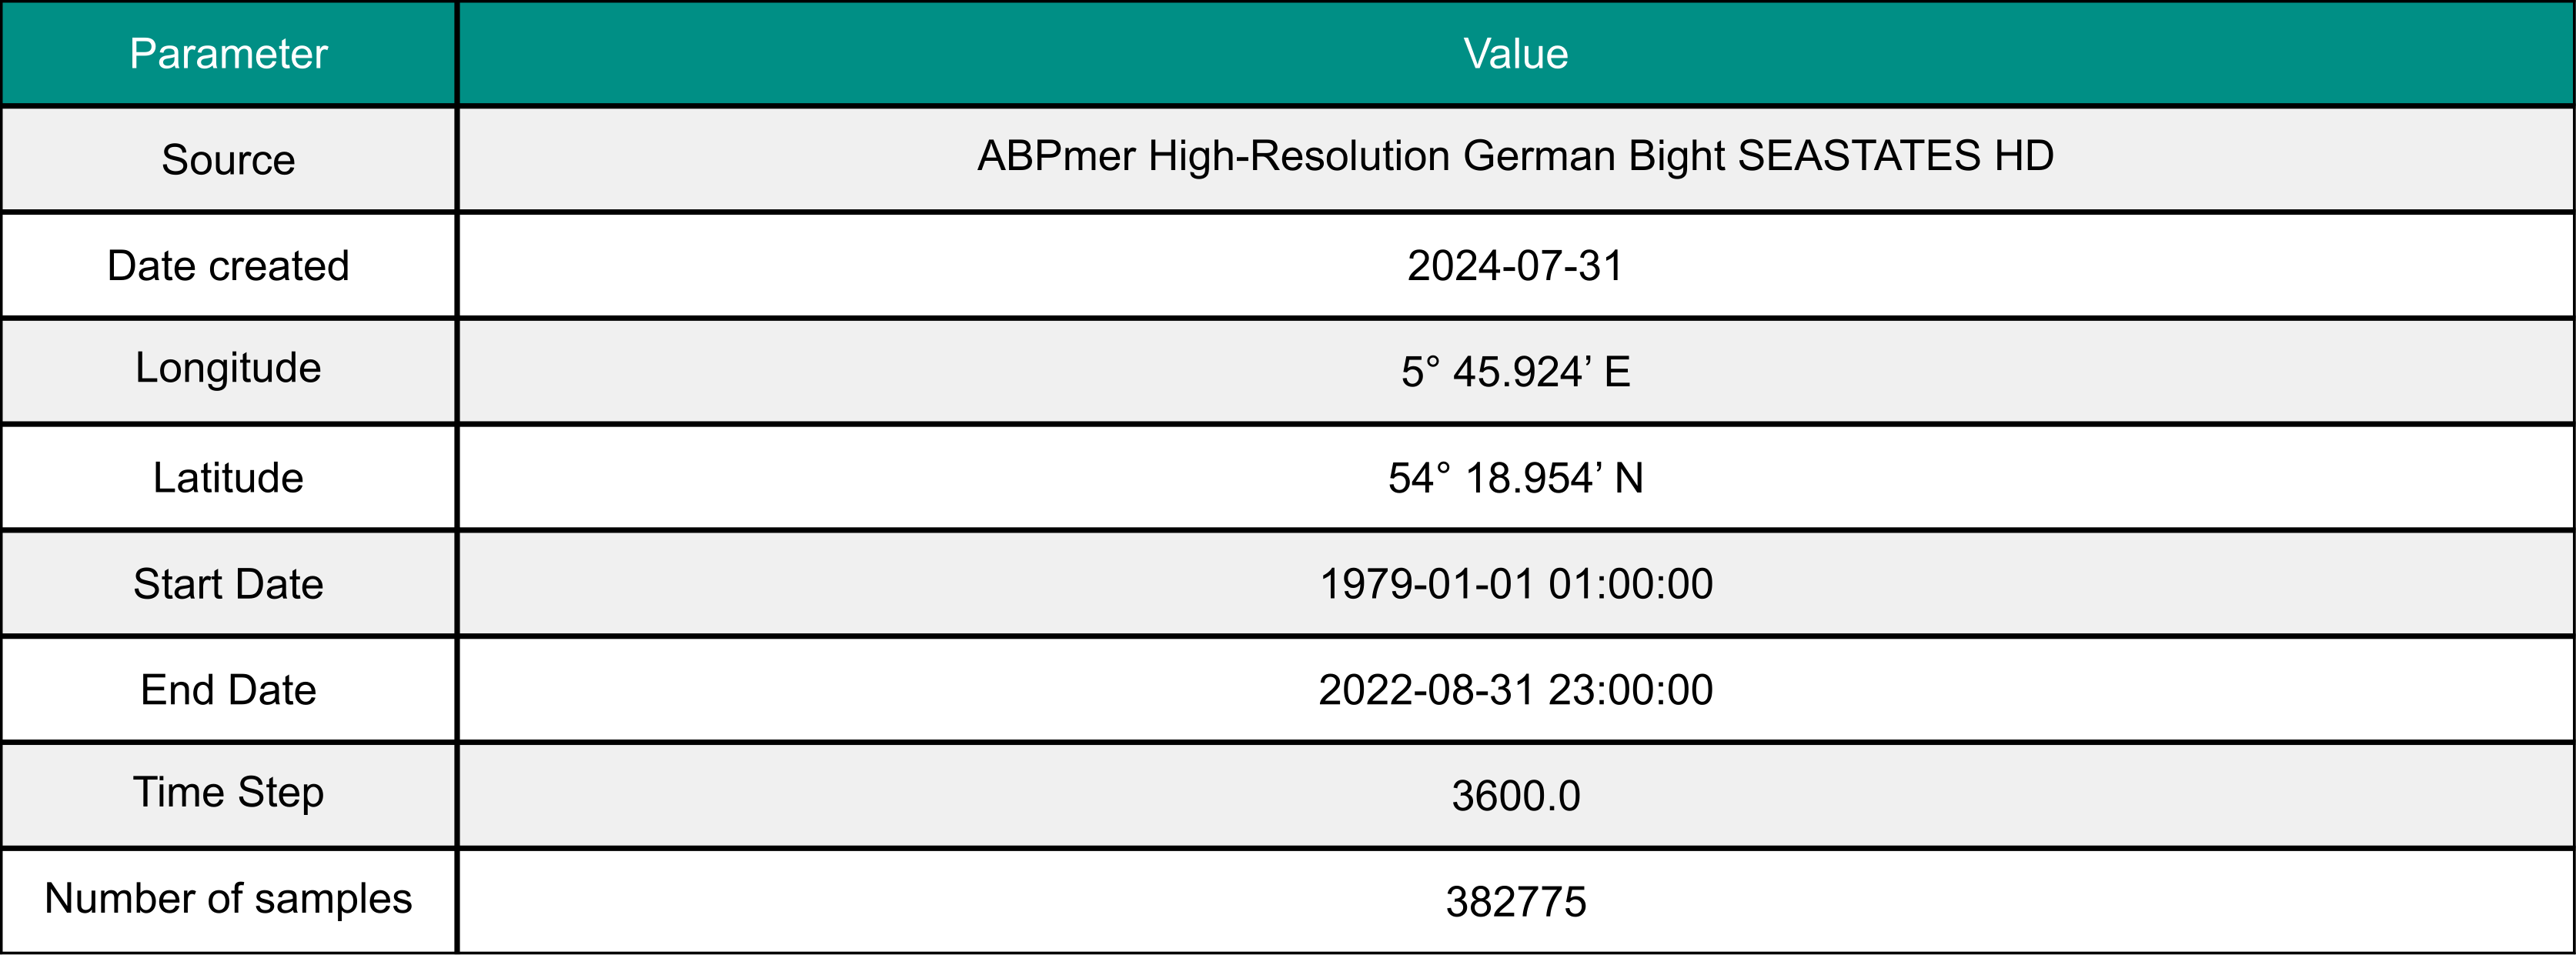 Parameter Value
Source ABPmer High-Resolution German Bight SEASTATES HD
Date created 2024-07-31
Longitude 5° 45.924’ E
Latitude 54° 18.954’ N
Start Date 1979-01-01 01:00:00
End Date 2022-08-31 23:00:00
Time Step 3600.0
Number of samples 382775